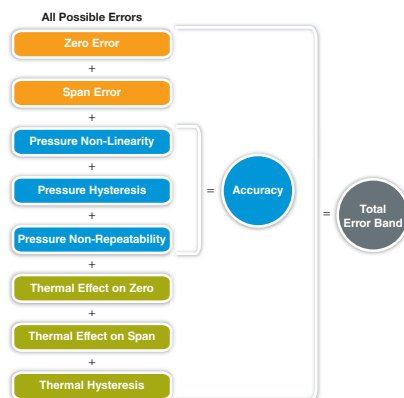 All Possible Errors
Zero Error
+
Span Error
+
Pressure Non-Linearity
+
Pressure Hysteresis
+
Pressure Non-Repeatability
+
Thermal Effect on Zero
+
Thermal Effect on Span
+
Thermal Hysteresis
=
Accuracy
=
Total
Error Band